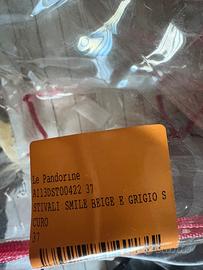 Le Pandorine
AI13DST00422 37
STIVALI SMILE BEIGE E GRIGIO S
CURO
37